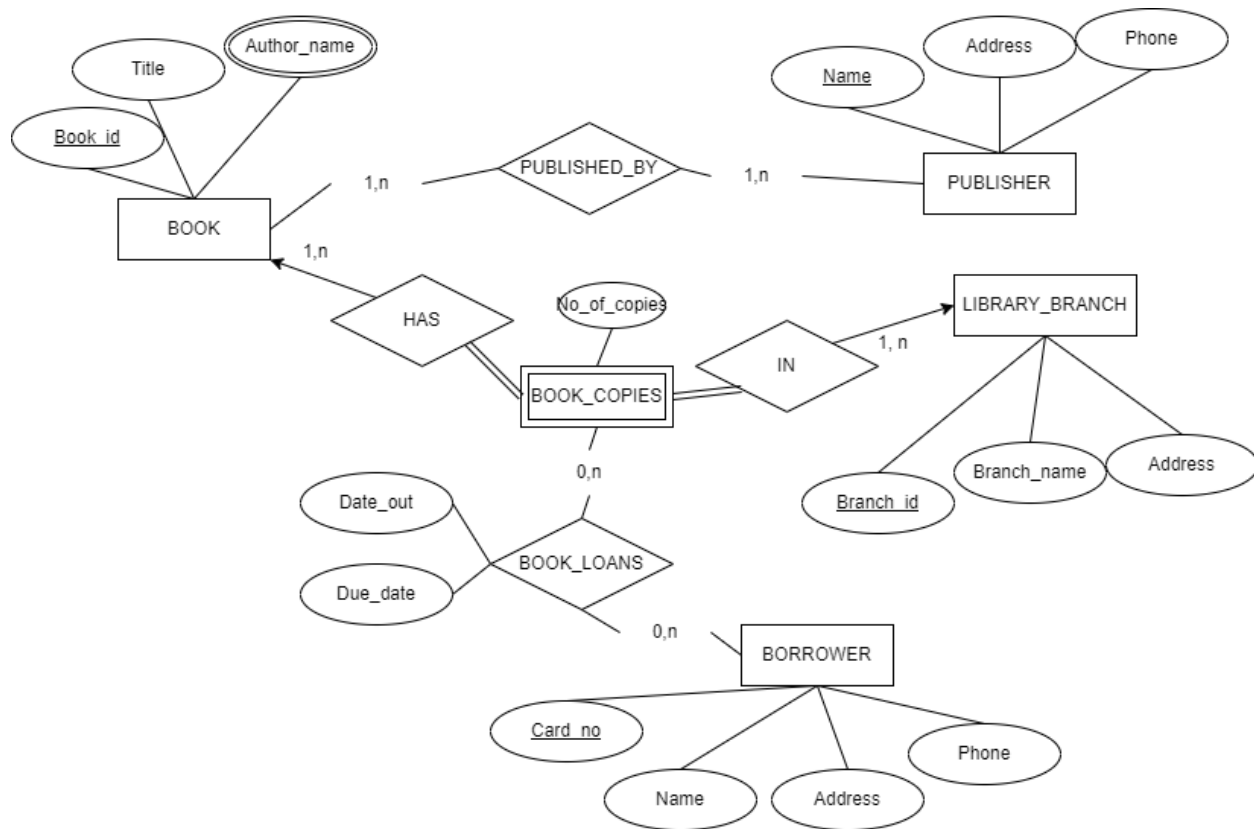 Author_name
Title
Book_id
BOOK
Address
Phone
Name
PUBLISHED_BY
1,n
1,n
PUBLISHER
1,n
HAS
No_of_copies
IN
1, n
LIBRARY_BRANCH
BOOK_COPIES
0,n
Branch_id
Branch_name
Address
Date_out
Due_date
BOOK_LOANS
0,n
BORROWER
Card_no
Name
Address
Phone